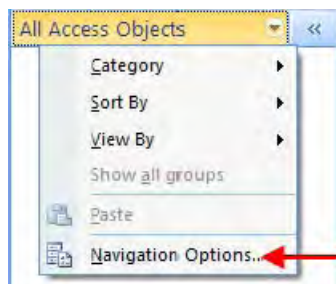 All Access Objects «
Category
Sort By
View By
Show all groups
Paste
Navigation Options...